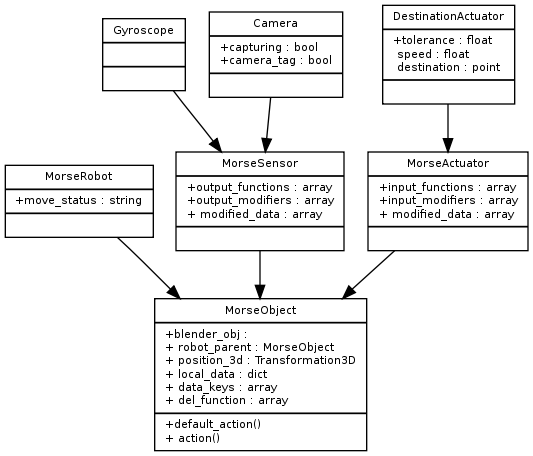 Gyroscope
Camera
+capturing : bool
+camera_tag : bool
DestinationActuator
+tolerance : float
speed : float
destination : point
MorseRobot
+move_status : string
MorseSensor
+output_functions : array
+output_modifiers : array
+ modified_data : array
MorseActuator
+input_functions : array
+input_modifiers : array
+ modified_data : array
MorseObject
+blender_obj :
+ robot_parent : MorseObject
+ position_3d : Transformation3D
+ local_data : dict
+ data_keys : array
+ del_function : array
+default_action()
+ action()